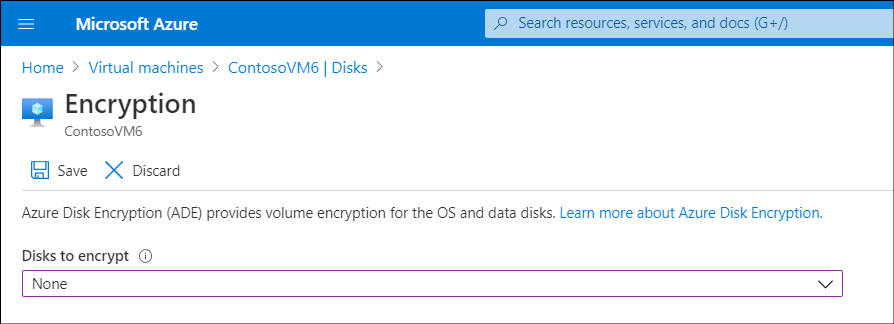 Microsoft Azure
Search resources, services, and docs (G+/)
Home > Virtual machines > ContosoVM6 | Disks >
Encryption
ContosoVM6
Save Discard
Azure Disk Encryption (ADE) provides volume encryption for the OS and data disks. Learn more about Azure Disk Encryption.
Disks to encrypt
None